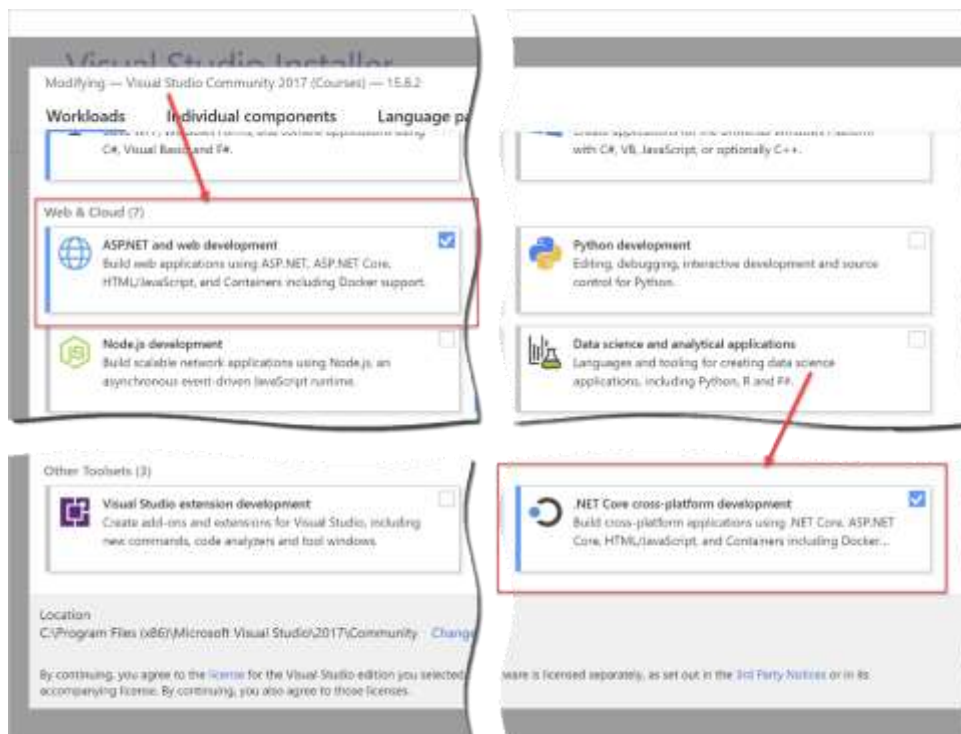 Visual Studio Installer
Modifying — Visual Studio Community 2017 (Courses) — 15.8.2
Workloads Individual components Language pa
C#, Visual Basic and F#.
with C#, VB, JavaScript, or optionally C++.
Web & Cloud (7)
ASP.NET and web development
Build web applications using ASP.NET, ASP.NET Core,
HTML/JavaScript, and Containers including Docker support.
Python development
Editing, debugging, interactive development and source
control for Python.
Node.js development
Build scalable network applications using Node.js, an
asynchronous event-driven JavaScript runtime.
Data science and analytical applications
Languages and tooling for creating data science
applications, including Python, R and F#.
Other Toolsets (3)
Visual Studio extension development
Create add-ons and extensions for Visual Studio, including
new commands, code analyzers and tool windows.
.NET Core cross-platform development
Build cross-platform applications using .NET Core, ASP.NET
Core, HTML/JavaScript, and Containers including Docker...
Location
C:\Program Files (x86)\Microsoft Visual Studio\2017\Community Change
By continuing, you agree to the license for the Visual Studio edition you selected. ware is licensed separately, as set out in the 3rd Party Notices or in its
accompanying license. By continuing, you also agree to those licenses.